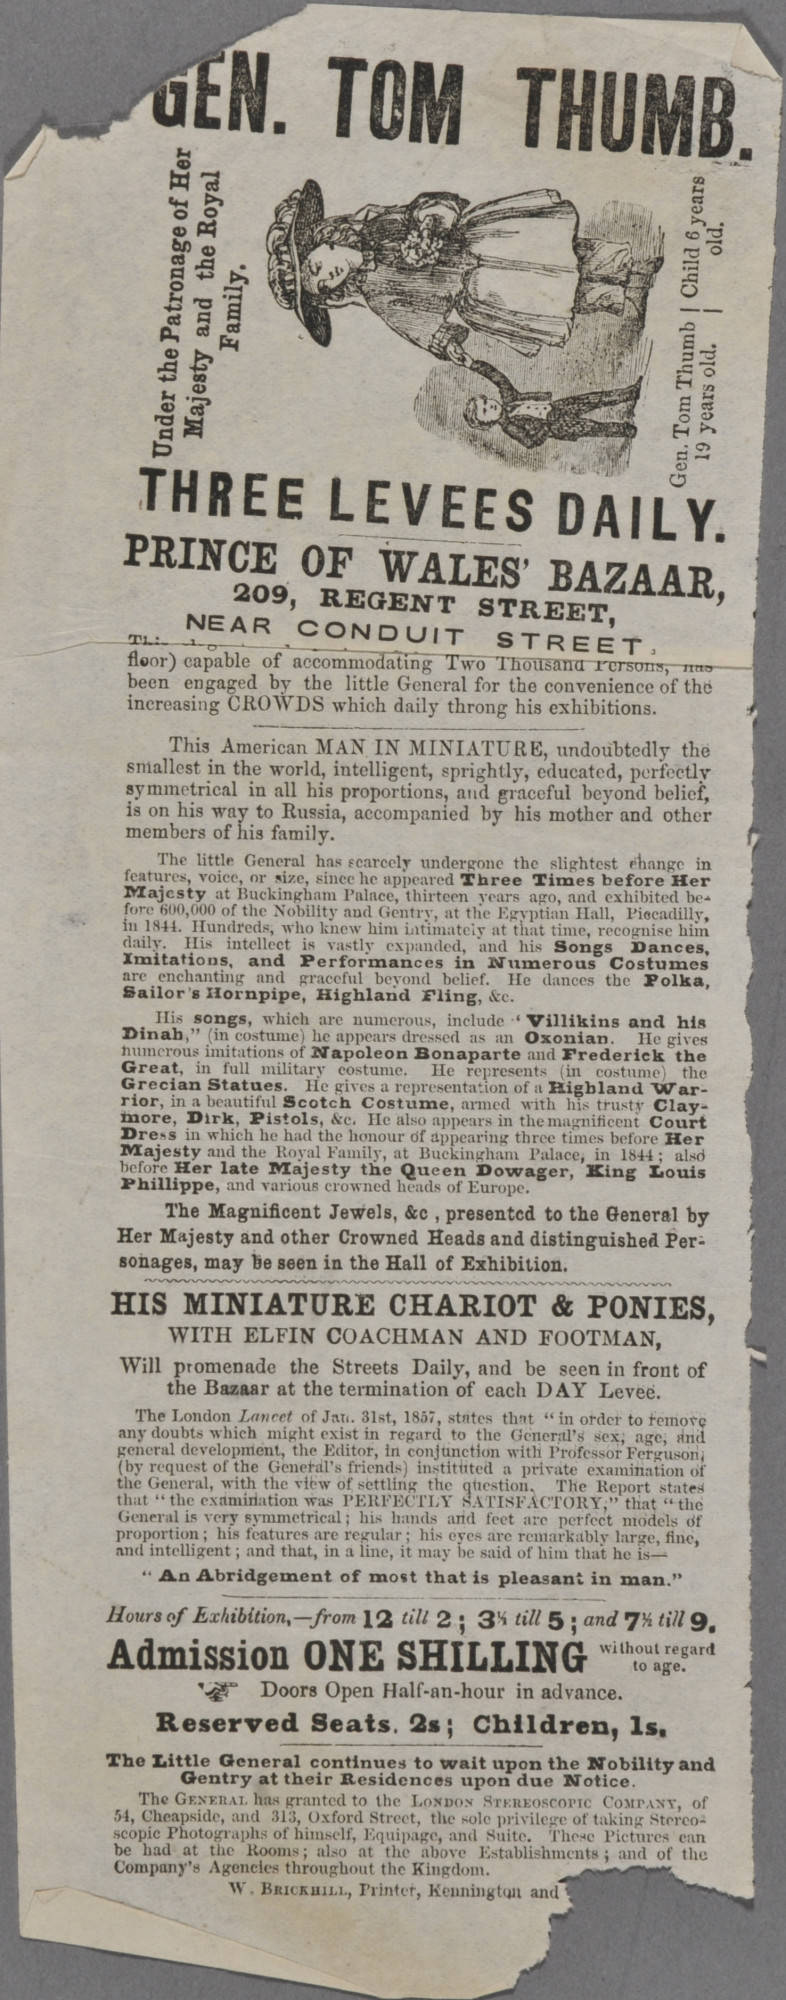 GEN. TOM THUMB.
Under the Patronage of Her
Majesty and the Royal
Family.
Gen. Tom Thumb | Child 6 years
19 years old. | old.
THREE LEVEES DAILY.
PRINCE OF WALES' BAZAAR,
209, REGENT STREET,
NEAR CONDUIT STREET,
floor) capable of accommodating Two Thousand Persons, has
been engaged by the little General for the convenience of the
increasing CROWDS which daily throng his exhibitions.
This American MAN IN MINIATURE, undoubtedly the
smallest in the world, intelligent, sprightly, educated, perfectly
symmetrical in all his proportions, and graceful beyond belief,
is on his way to Russia, accompanied by his mother and other
members of his family.
The little General has scarcely undergone the slightest change in
features, voice, or size, since he appeared Three Times before Her
Majesty at Buckingham Palace, thirteen years ago, and exhibited be-
fore 600,000 of the Nobility and Gentry, at the Egyptian Hall, Piccadilly,
in 1844. Hundreds, who knew him intimately at that time, recognise him
daily. His intellect is vastly expanded, and his Songs Dances,
Imitations, and Performances in Numerous Costumes
are enchanting and graceful beyond belief. He dances the Polka,
Sailor's Hornpipe, Highland Fling, &c.
His songs, which are numerous, include "Villikins and his
Dinah," (in costume) he appears dressed as an Oxonian. He gives
numerous imitations of Napoleon Bonaparte and Frederick the
Great, in full military costume. He represents (in costume) the
Grecian Statues. He gives a representation of a Highland War-
rior, in a beautiful Scotch Costume, armed with his trusty Clay-
more, Dirk, Pistols, &c. He also appears in the magnificent Court
Dress in which he had the honour of appearing three times before Her
Majesty and the Royal Family, at Buckingham Palace, in 1844; also
before Her late Majesty the Queen Dowager, King Louis
Phillippe, and various crowned heads of Europe.
The Magnificent Jewels, &c , presented to the General by
Her Majesty and other Crowned Heads and distinguished Per-
sonages, may be seen in the Hall of Exhibition.
HIS MINIATURE CHARIOT & PONIES,
WITH ELFIN COACHMAN AND FOOTMAN,
Will promenade the Streets Daily, and be seen in front of
the Bazaar at the termination of each DAY Levee.
The London Lancet of Jan. 31st, 1857, states that "in order to remove
any doubts which might exist in regard to the General's sex, age, and
general development, the Editor, in conjunction with Professor Ferguson,
(by request of the General's friends) instituted a private examination of
the General, with the view of settling the question. The Report states
that "the examination was PERFECTLY SATISFACTORY," that "the
General is very symmetrical; his hands and feet are perfect models of
proportion; his features are regular; his eyes are remarkably large, fine,
and intelligent; and that, in a line, it may be said of him that he is—
"An Abridgement of most that is pleasant in man."
Hours of Exhibition,—from 12 till 2; 3½ till 5; and 7½ till 9.
Admission ONE SHILLING without regard
to age.
Doors Open Half-an-hour in advance.
Reserved Seats. 2s; Children, 1s.
The Little General continues to wait upon the Nobility and
Gentry at their Residences upon due Notice.
The GENERAL has granted to the LONDON STEREOSCOPIC COMPANY, of
54, Cheapside, and 313, Oxford Street, the sole privilege of taking Stereo-
scopic Photographs of himself, Equipage, and Suite. These Pictures can
be had at the Rooms; also at the above Establishments; and of the
Company's Agencies throughout the Kingdom.
W. BRICKHILL, Printer, Kennington and